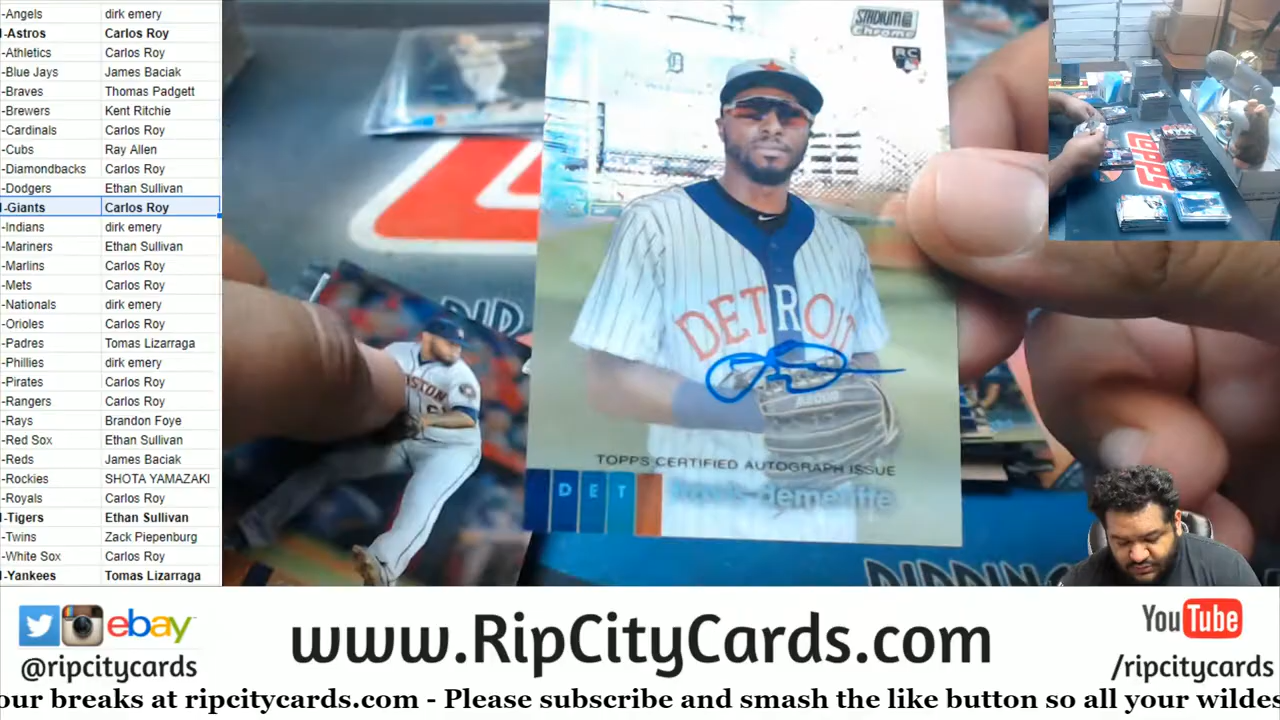 -Angels dirk emery
-Astros Carlos Roy
-Athletics Carlos Roy
-Blue Jays James Baciak
-Braves Thomas Padgett
-Brewers Kent Ritchie
-Cardinals Carlos Roy
-Cubs Ray Allen
-Diamondbacks Carlos Roy
-Dodgers Ethan Sullivan
-Giants Carlos Roy
-Indians dirk emery
-Mariners Ethan Sullivan
-Marlins Carlos Roy
-Mets Carlos Roy
-Nationals dirk emery
-Orioles Carlos Roy
-Padres Tomas Lizarraga
-Phillies dirk emery
-Pirates Carlos Roy
-Rangers Carlos Roy
-Rays Brandon Foye
-Red Sox Ethan Sullivan
-Reds James Baciak
-Rockies SHOTA YAMAZAKI
-Royals Carlos Roy
-Tigers Ethan Sullivan
-Twins Zack Piepenburg
-White Sox Carlos Roy
-Yankees Tomas Lizarraga
STADIUM
Chrome
RC
D
DETROIT
A2000
TOPPS CERTIFIED AUTOGRAPH ISSUE
DET
ebay
@ripcitycards
www.RipCityCards.com
YouTube
/ripcitycards
our breaks at ripcitycards.com - Please subscribe and smash the like button so all your wildes